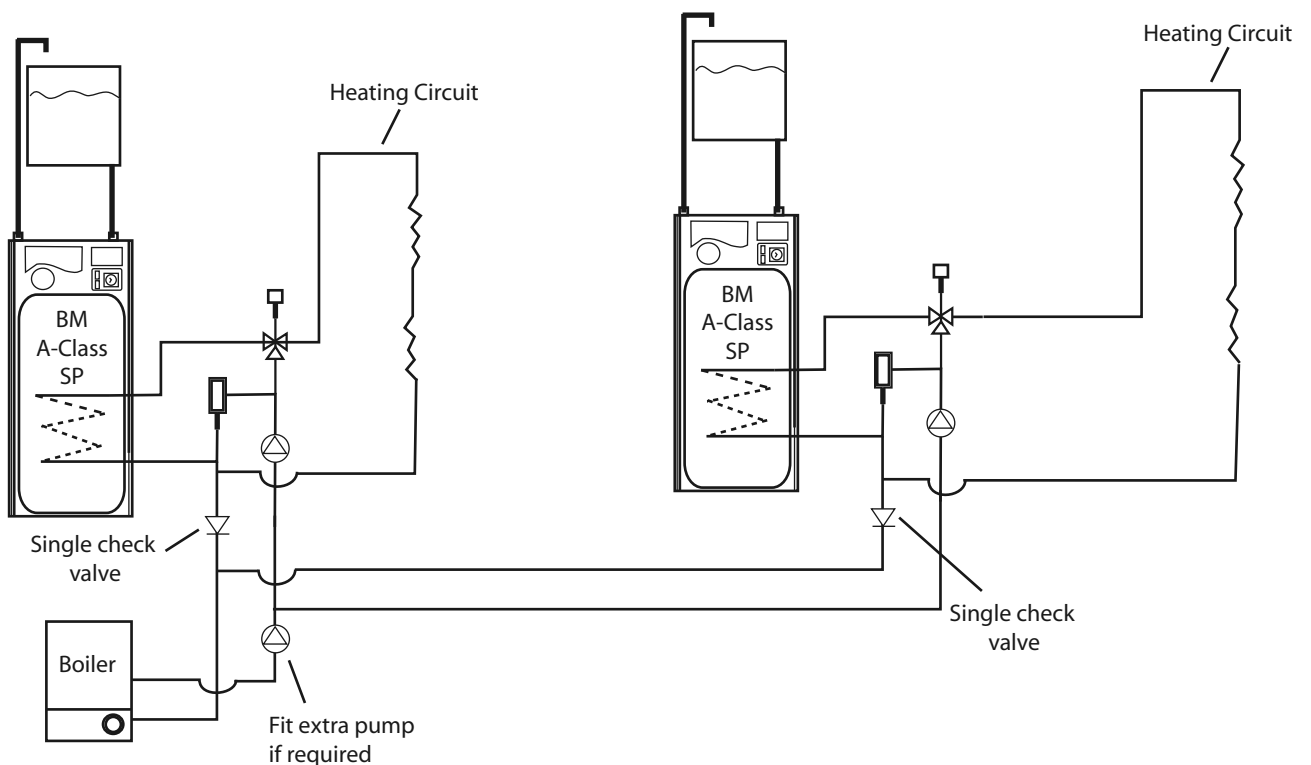 Heating Circuit
Heating Circuit
BM
A-Class
SP
BM
A-Class
SP
Single check
valve
Single check
valve
Boiler
Fit extra pump
if required